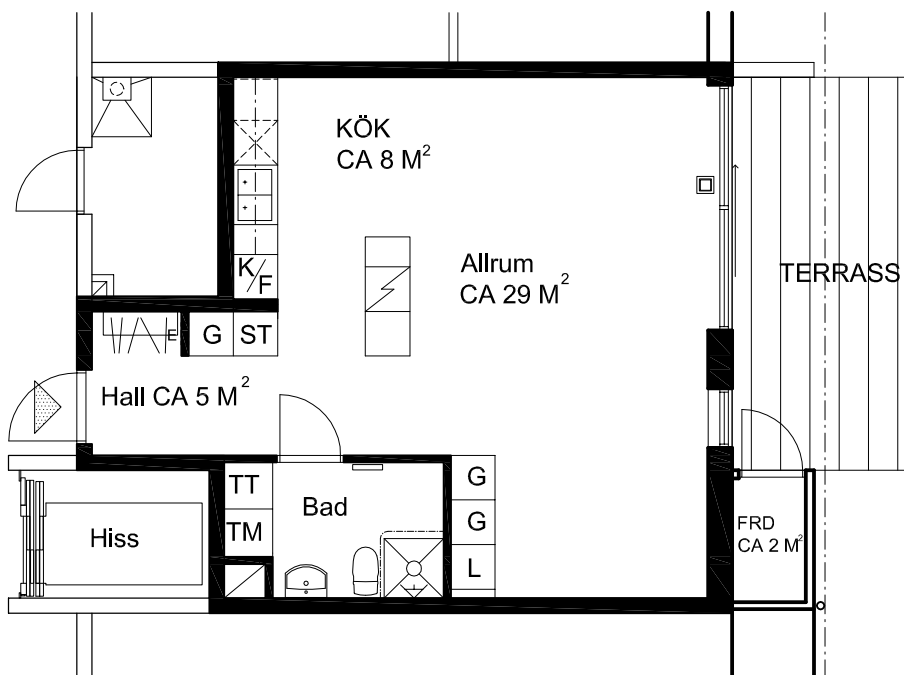 KÖK
CA 8 M²
Allrum
CA 29 M²
TERRASS
K/F
E
G
ST
Hall CA 5 M²
TT
TM
Bad
G
G
L
Hiss
FRD
CA 2 M²